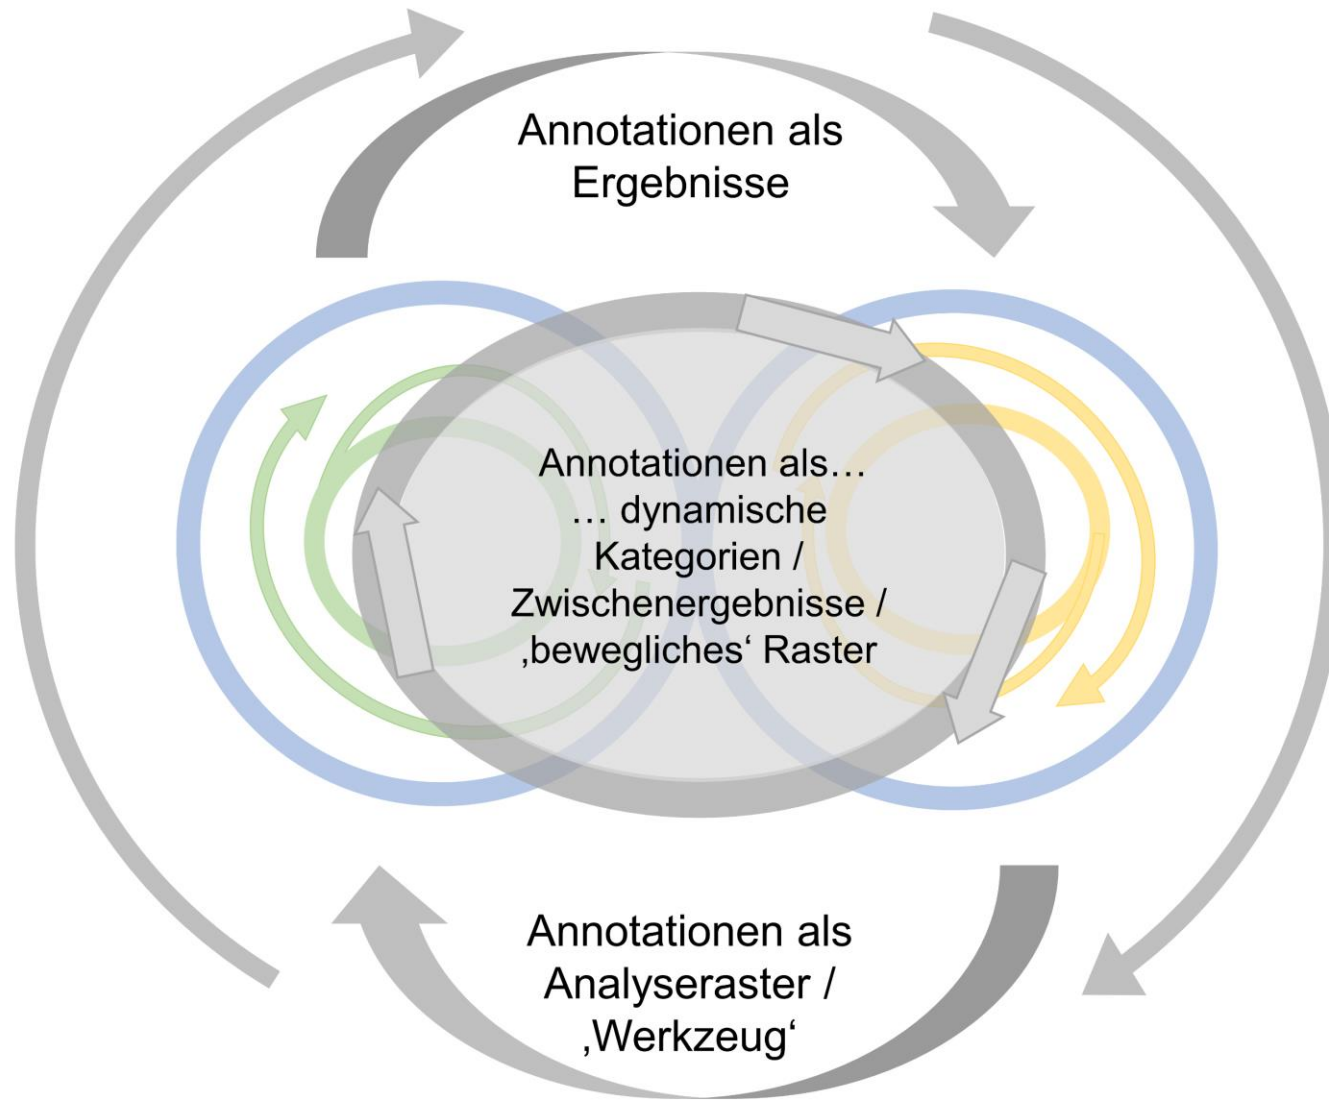 Annotationen als
Ergebnisse
Annotationen als…
… dynamische
Kategorien /
Zwischenergebnisse /
‚bewegliches‘ Raster
Annotationen als
Analyseraster /
‚Werkzeug‘